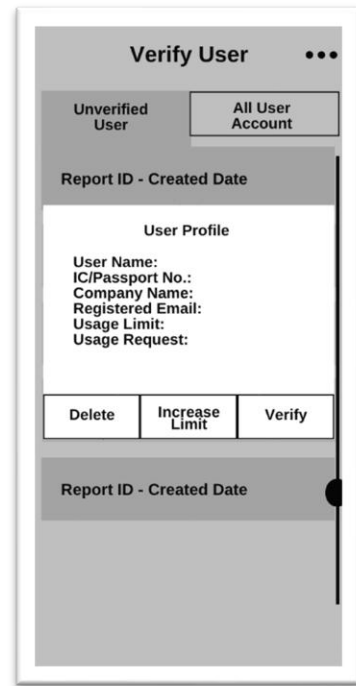 Verify User
Unverified
User
All User
Account
Report ID - Created Date
User Profile
User Name:
IC/Passport No.:
Company Name:
Registered Email:
Usage Limit:
Usage Request:
Delete
Increase
Limit
Verify
Report ID - Created Date